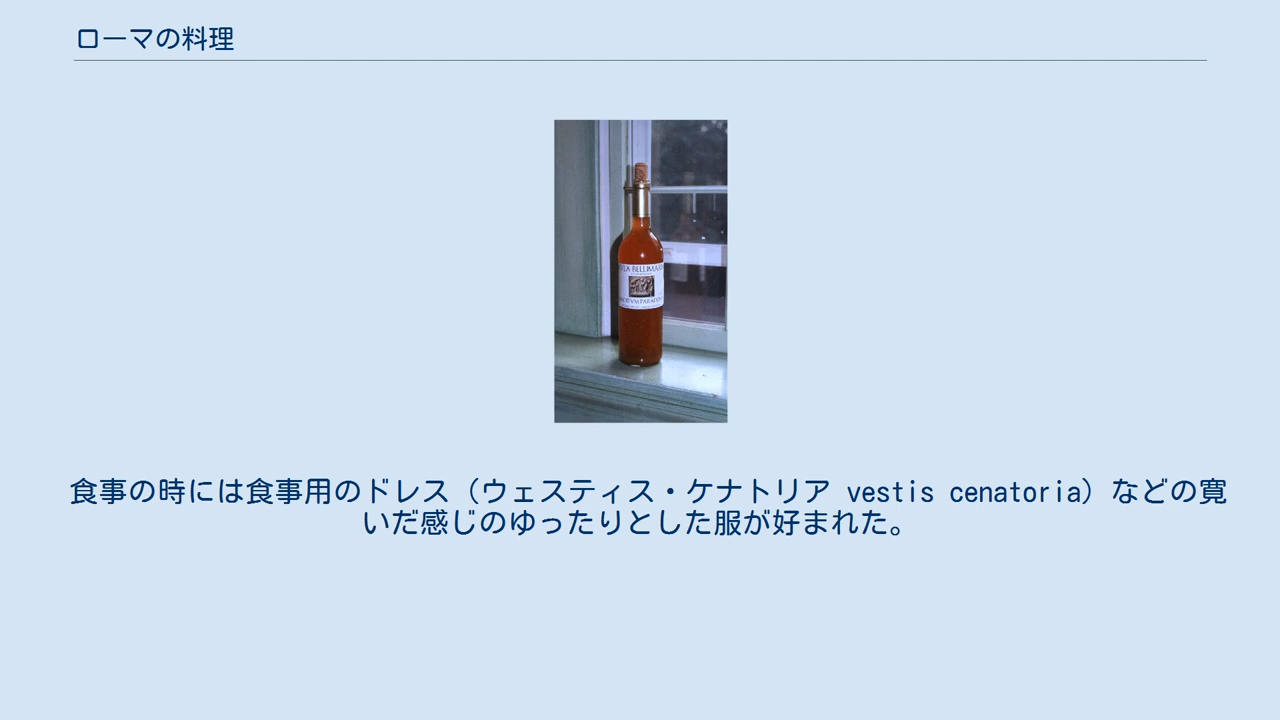 ローマの料理
食事の時には食事用のドレス（ウェスティス・ケナトリア vestis cenatoria）などの寛
いだ感じのゆったりとした服が好まれた。